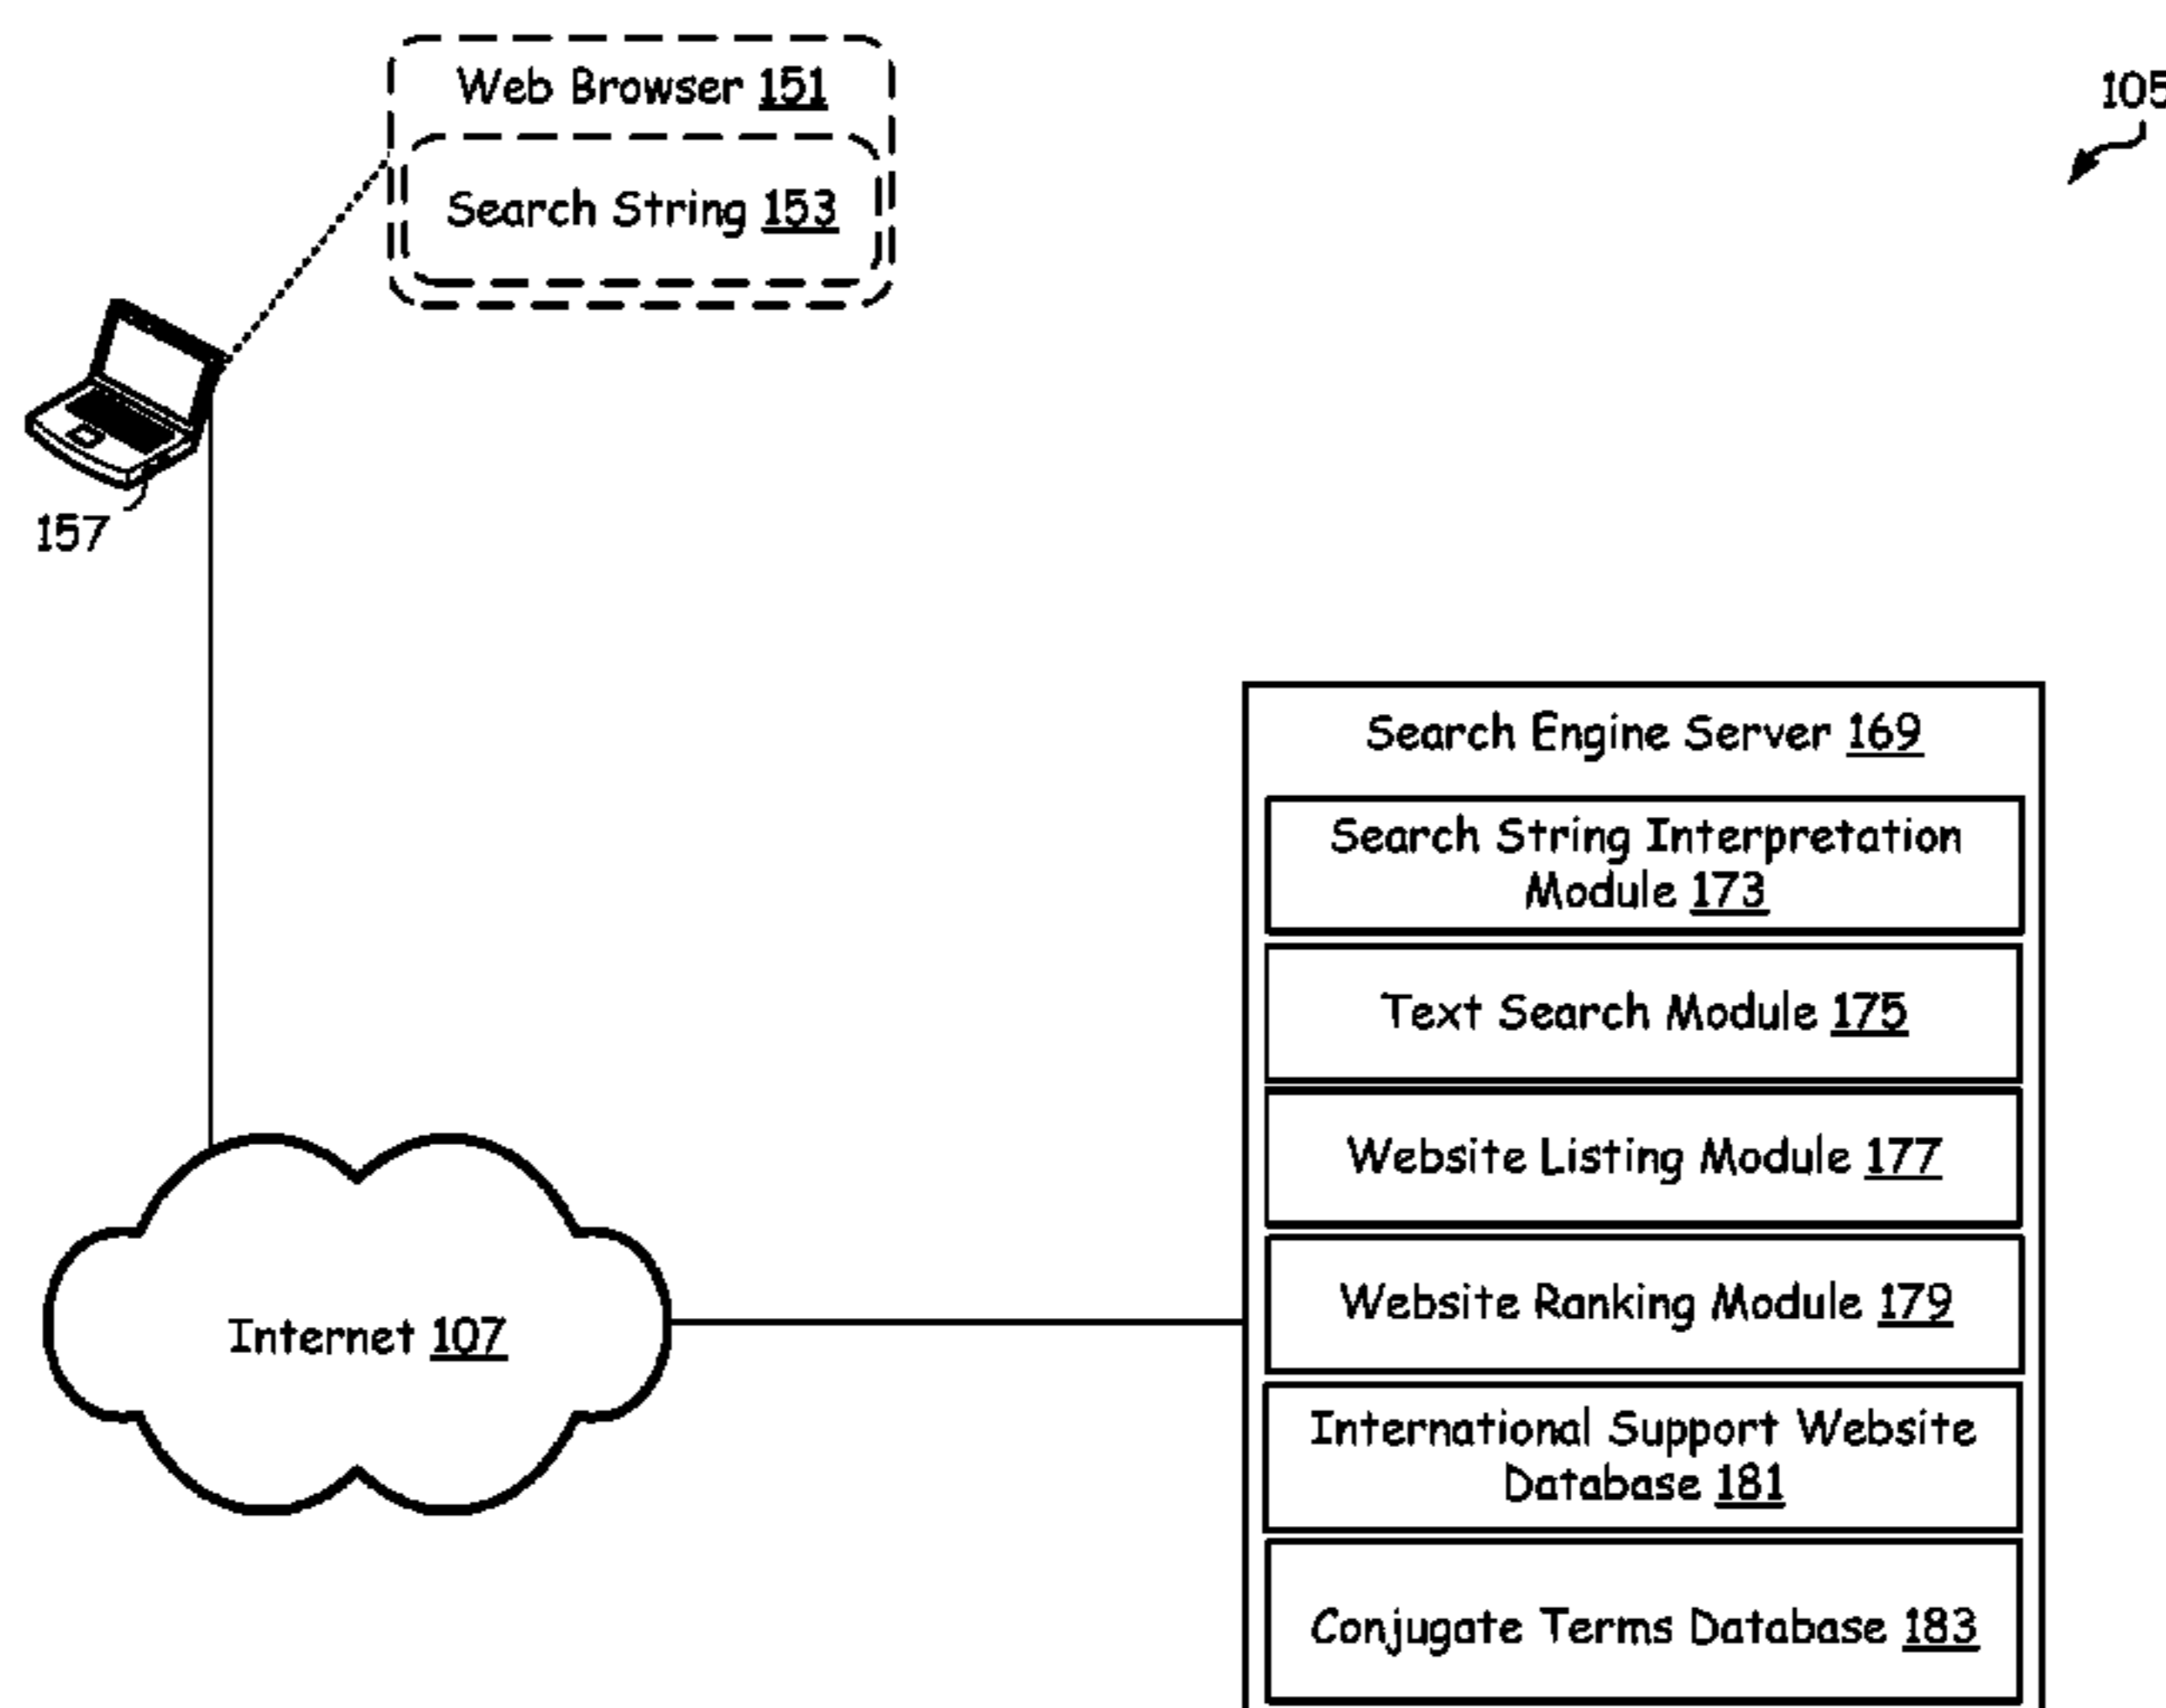 Web Browser 151
105
Search String 153
157
Search Engine Server 169
Search String Interpretation
Module 173
Text Search Module 175
Website Listing Module 177
Website Ranking Module 179
Internet 107
International Support Website
Database 181
Conjugate Terms Database 183